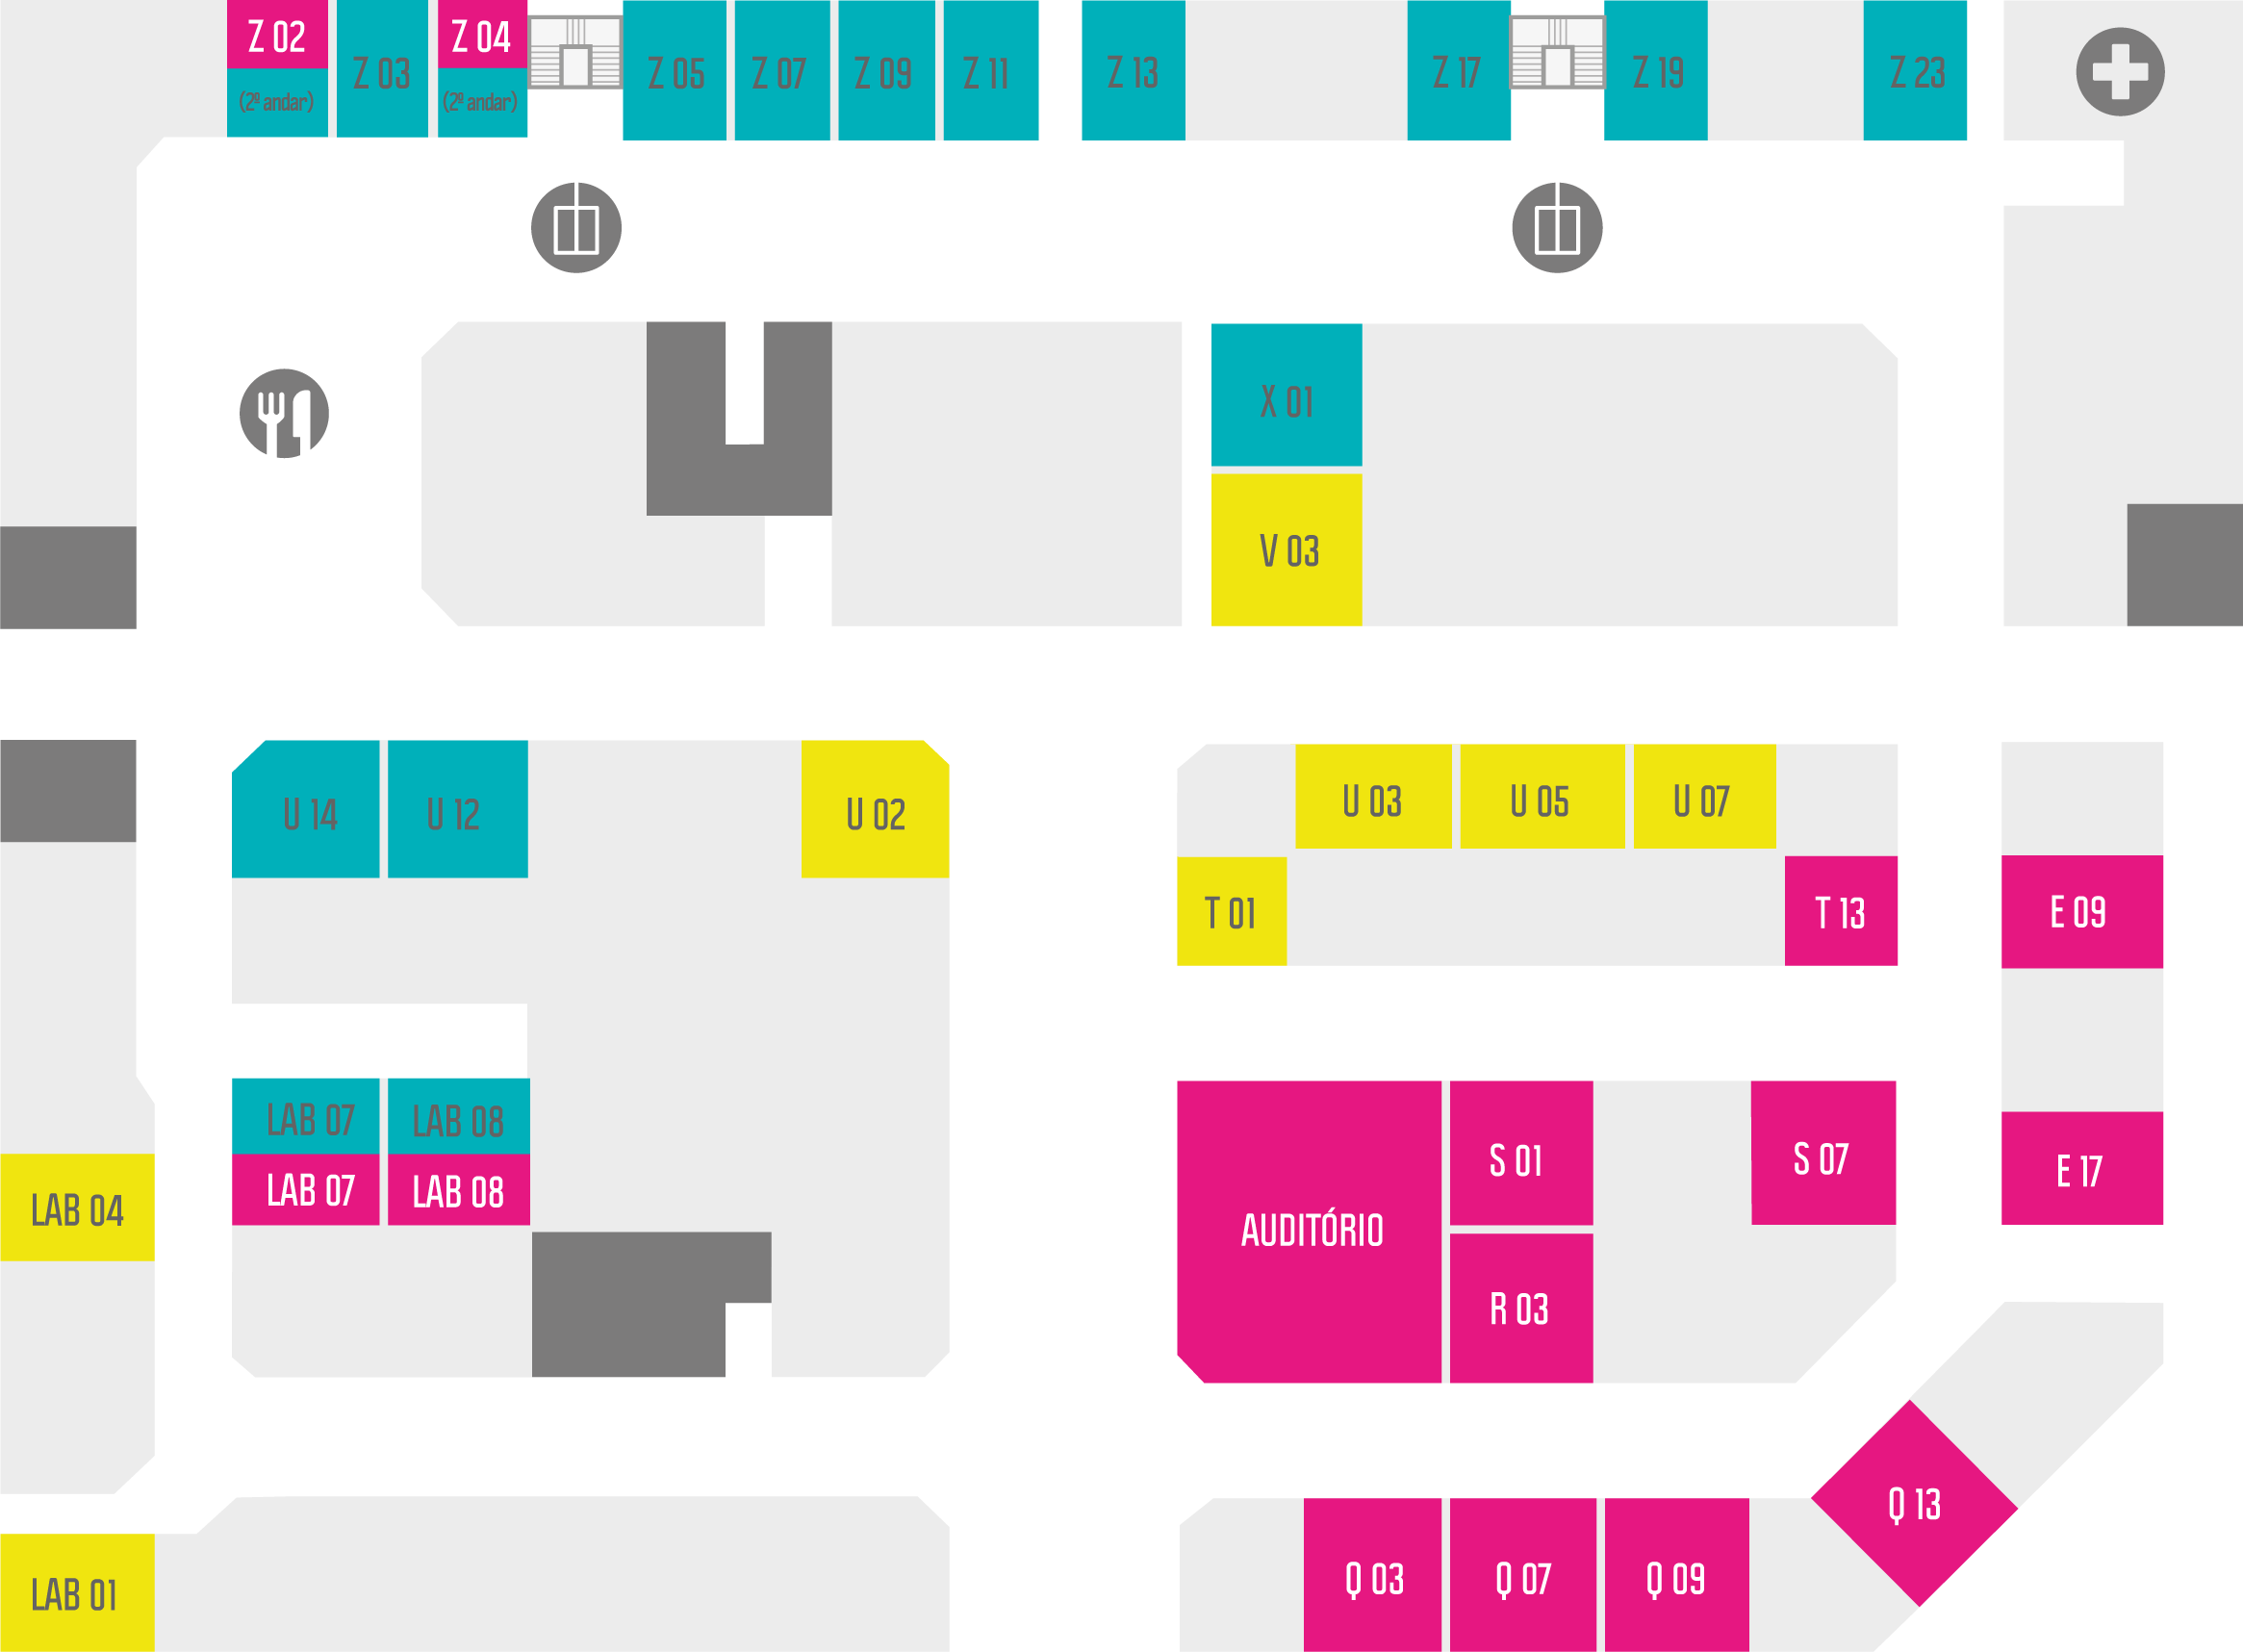 Z 02
(2º andar)
Z 03
Z 04
(2º andar)
Z 05
Z 07
Z 09
Z 11
Z 13
Z 17
Z 19
Z 23
X 01
V 03
U 14
U 12
U 02
U 03
U 05
U 07
T 01
T 13
E 09
LAB 07
LAB 08
LAB 07
LAB 08
LAB 04
AUDITÓRIO
S 01
S 07
E 17
R 03
Q 13
LAB 01
Q 03
Q 07
Q 09